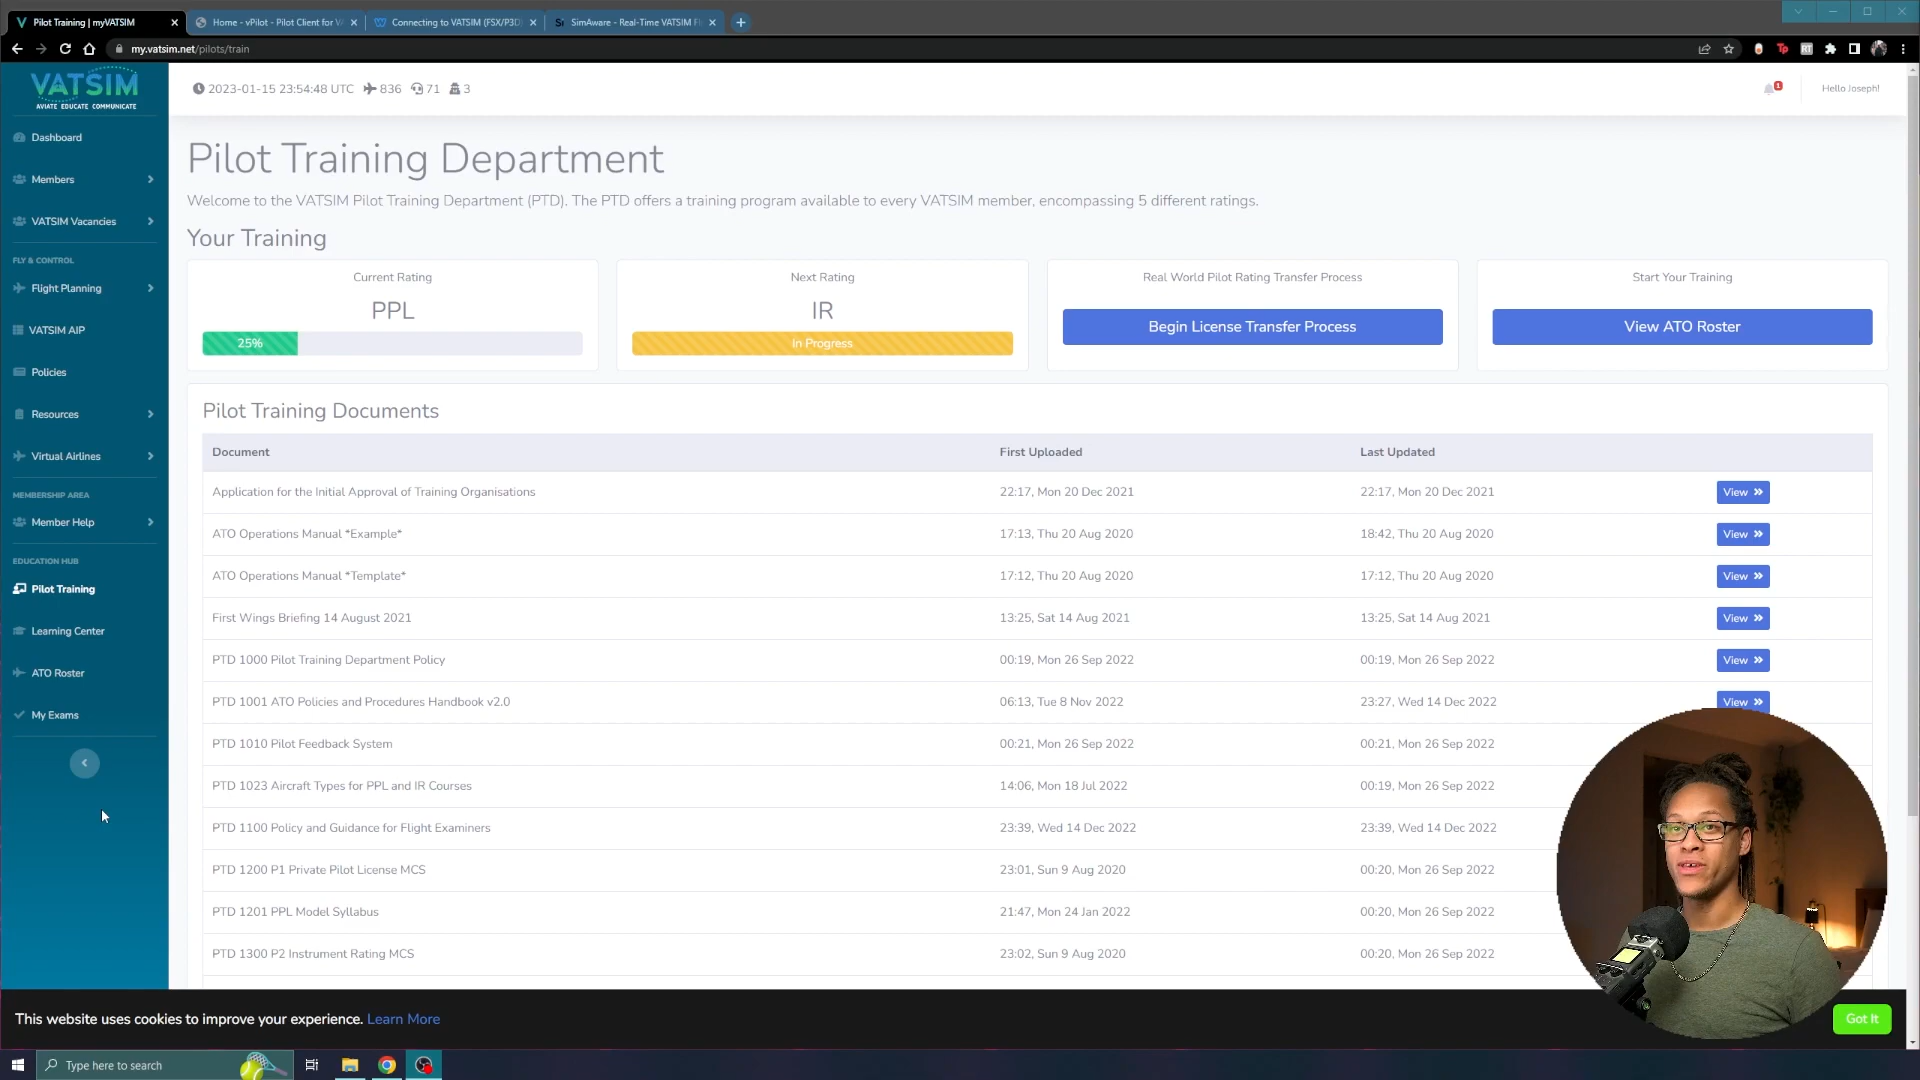 Pilot Training | myVATSIM
Home - vPilot - Pilot Client for VA
Connecting to VATSIM (FSX/P3D
SimAware - Real-Time VATSIM Fl
my.vatsim.net/pilots/train
VATSIM
AVIATE EDUCATE COMMUNICATE
2023-01-15 23:54:48 UTC 836 71 3
1
Hello Joseph!
Dashboard
Members
VATSIM Vacancies
FLY & CONTROL
Flight Planning
VATSIM AIP
Policies
Resources
Virtual Airlines
MEMBERSHIP AREA
Member Help
EDUCATION HUB
Pilot Training
Learning Center
ATO Roster
My Exams
Pilot Training Department
Welcome to the VATSIM Pilot Training Department (PTD). The PTD offers a training program available to every VATSIM member, encompassing 5 different ratings.
Your Training
Current Rating
PPL
25%
Next Rating
IR
In Progress
Real World Pilot Rating Transfer Process
Begin License Transfer Process
Start Your Training
View ATO Roster
Pilot Training Documents
Document First Uploaded Last Updated
Application for the Initial Approval of Training Organisations 22:17, Mon 20 Dec 2021 22:17, Mon 20 Dec 2021 View
ATO Operations Manual *Example* 17:13, Thu 20 Aug 2020 18:42, Thu 20 Aug 2020 View
ATO Operations Manual *Template* 17:12, Thu 20 Aug 2020 17:12, Thu 20 Aug 2020 View
First Wings Briefing 14 August 2021 13:25, Sat 14 Aug 2021 13:25, Sat 14 Aug 2021 View
PTD 1000 Pilot Training Department Policy 00:19, Mon 26 Sep 2022 00:19, Mon 26 Sep 2022 View
PTD 1001 ATO Policies and Procedures Handbook v2.0 06:13, Tue 8 Nov 2022 23:27, Wed 14 Dec 2022 View
PTD 1010 Pilot Feedback System 00:21, Mon 26 Sep 2022 00:21, Mon 26 Sep 2022
PTD 1023 Aircraft Types for PPL and IR Courses 14:06, Mon 18 Jul 2022 00:19, Mon 26 Sep 2022
PTD 1100 Policy and Guidance for Flight Examiners 23:39, Wed 14 Dec 2022 23:39, Wed 14 Dec 2022
PTD 1200 P1 Private Pilot License MCS 23:01, Sun 9 Aug 2020 00:20, Mon 26 Sep 2022
PTD 1201 PPL Model Syllabus 21:47, Mon 24 Jan 2022 00:20, Mon 26 Sep 2022
PTD 1300 P2 Instrument Rating MCS 23:02, Sun 9 Aug 2020 00:20, Mon 26 Sep 2022
This website uses cookies to improve your experience. Learn More
Got It
Type here to search